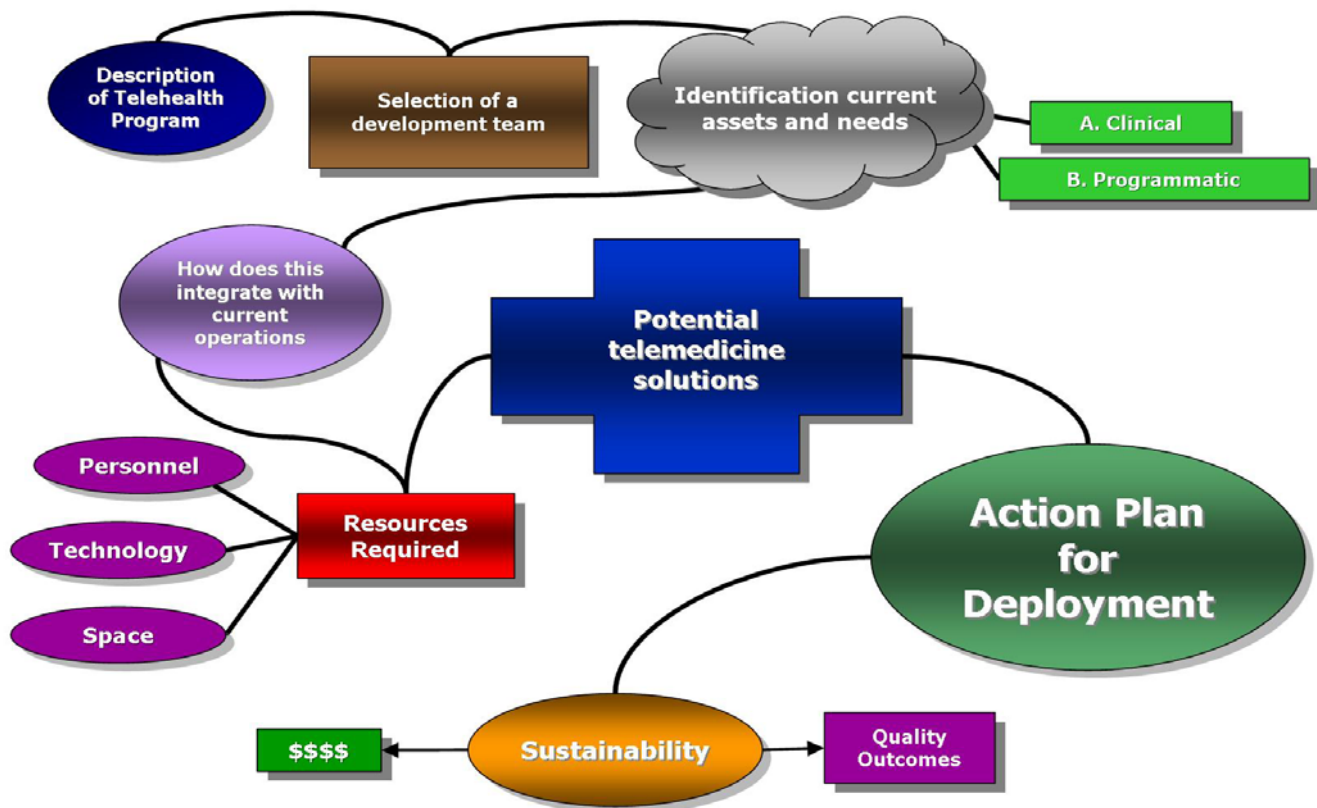 Description
of Telehealth
Program
Selection of a
development team
Identification current
assets and needs
A. Clinical
B. Programmatic
How does this
integrate with
current
operations
Potential
telemedicine
solutions
Personnel
Technology
Space
Resources
Required
Action Plan
for
Deployment
$$$$
Sustainability
Quality
Outcomes